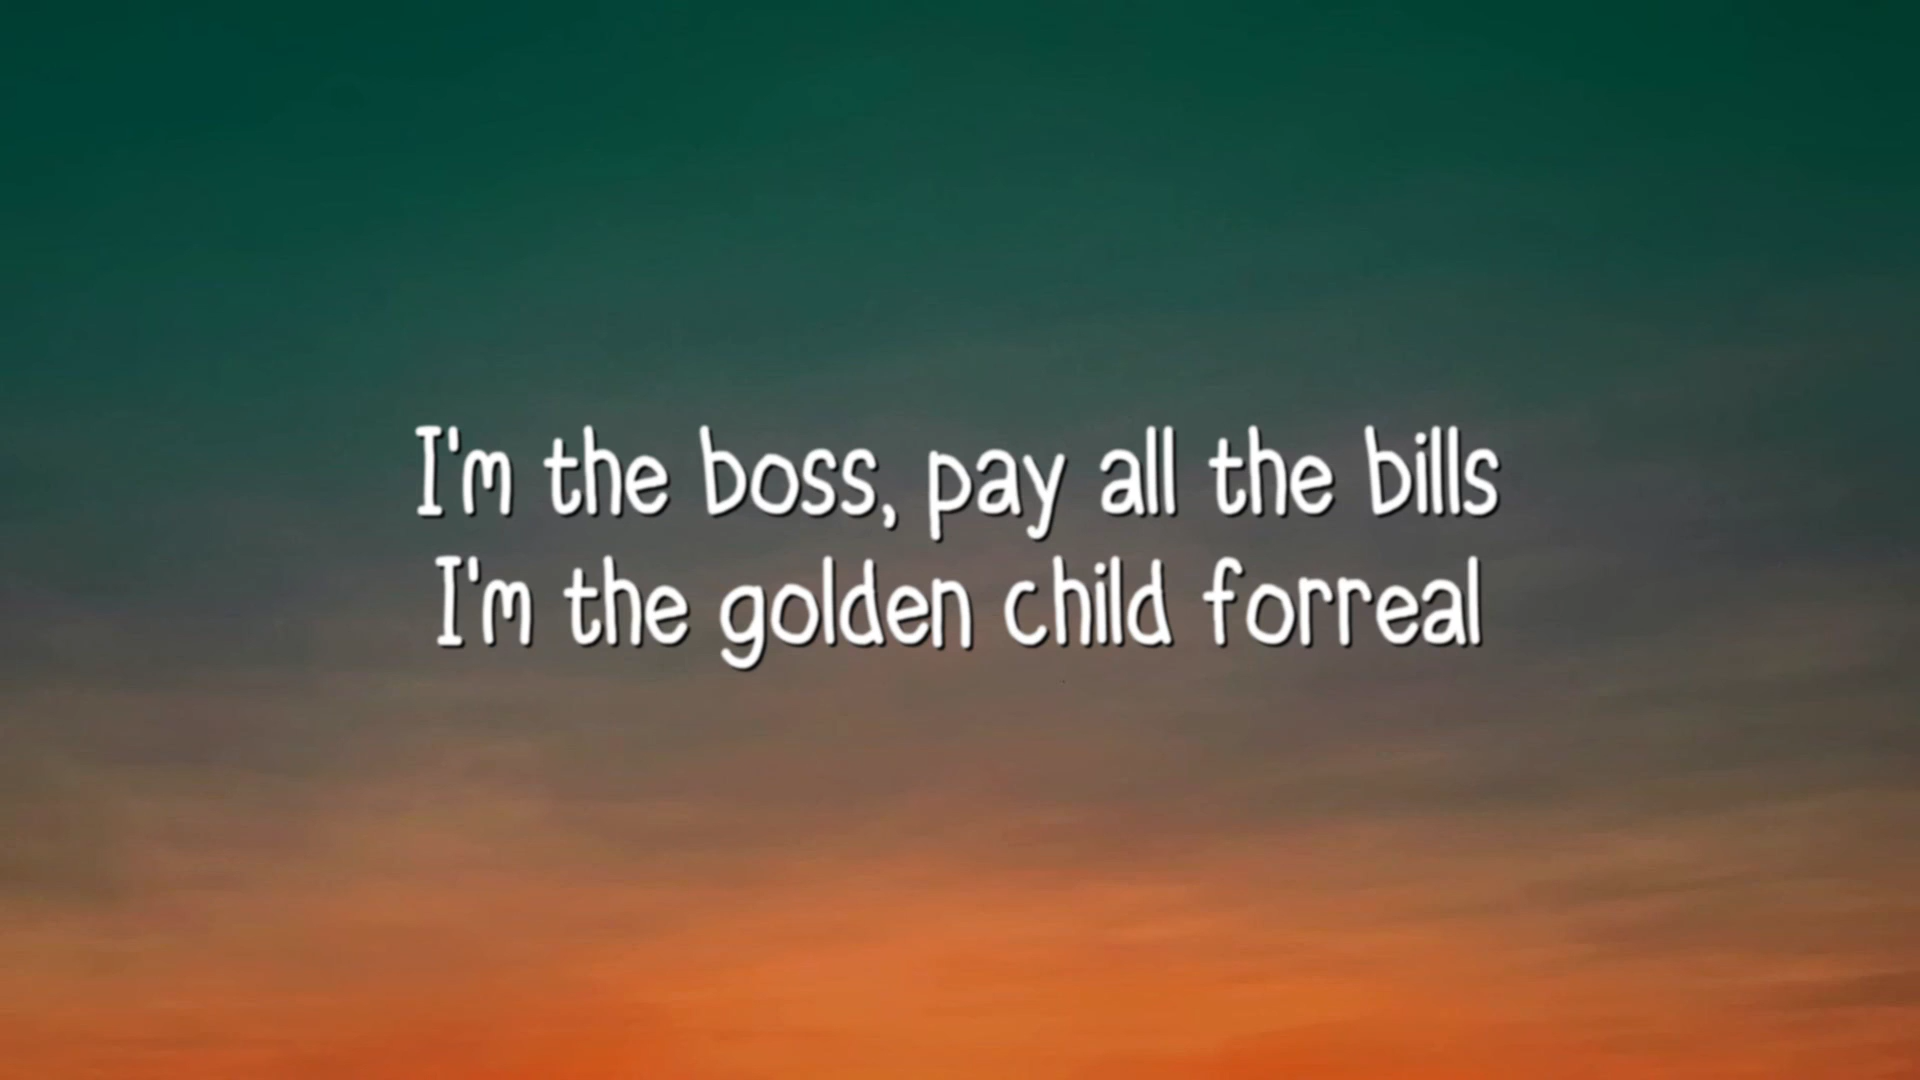 I'm the boss, pay all the bills
I'm the golden child forreal